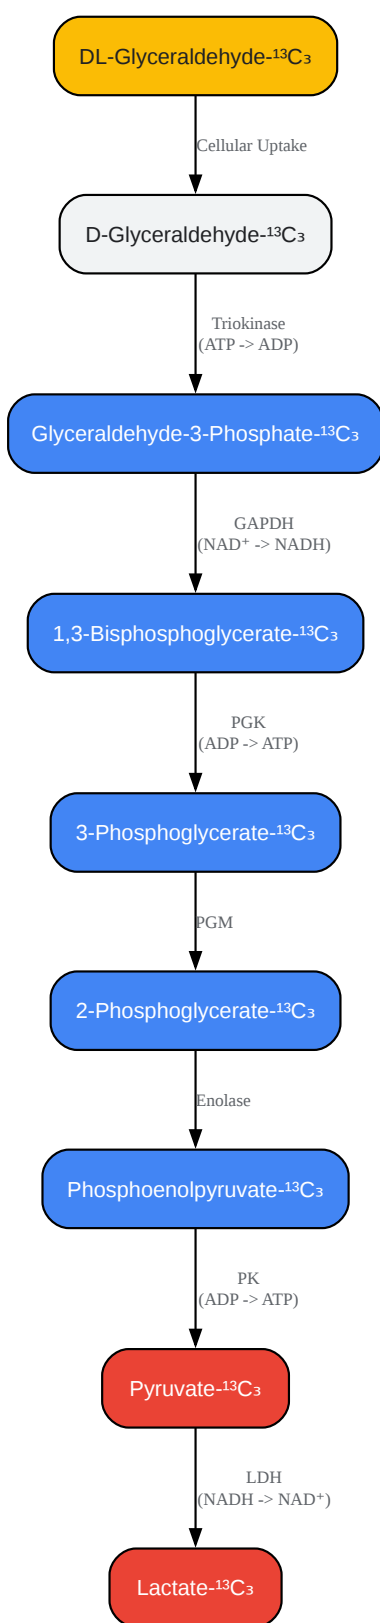 DL-Glyceraldehyde-¹³C₃
Cellular Uptake
D-Glyceraldehyde-¹³C₃
Triokinase
(ATP -> ADP)
Glyceraldehyde-3-Phosphate-¹³C₃
GAPDH
(NAD⁺ -> NADH)
1,3-Bisphosphoglycerate-¹³C₃
PGK
(ADP -> ATP)
3-Phosphoglycerate-¹³C₃
PGM
2-Phosphoglycerate-¹³C₃
Enolase
Phosphoenolpyruvate-¹³C₃
PK
(ADP -> ATP)
Pyruvate-¹³C₃
LDH
(NADH -> NAD⁺)
Lactate-¹³C₃